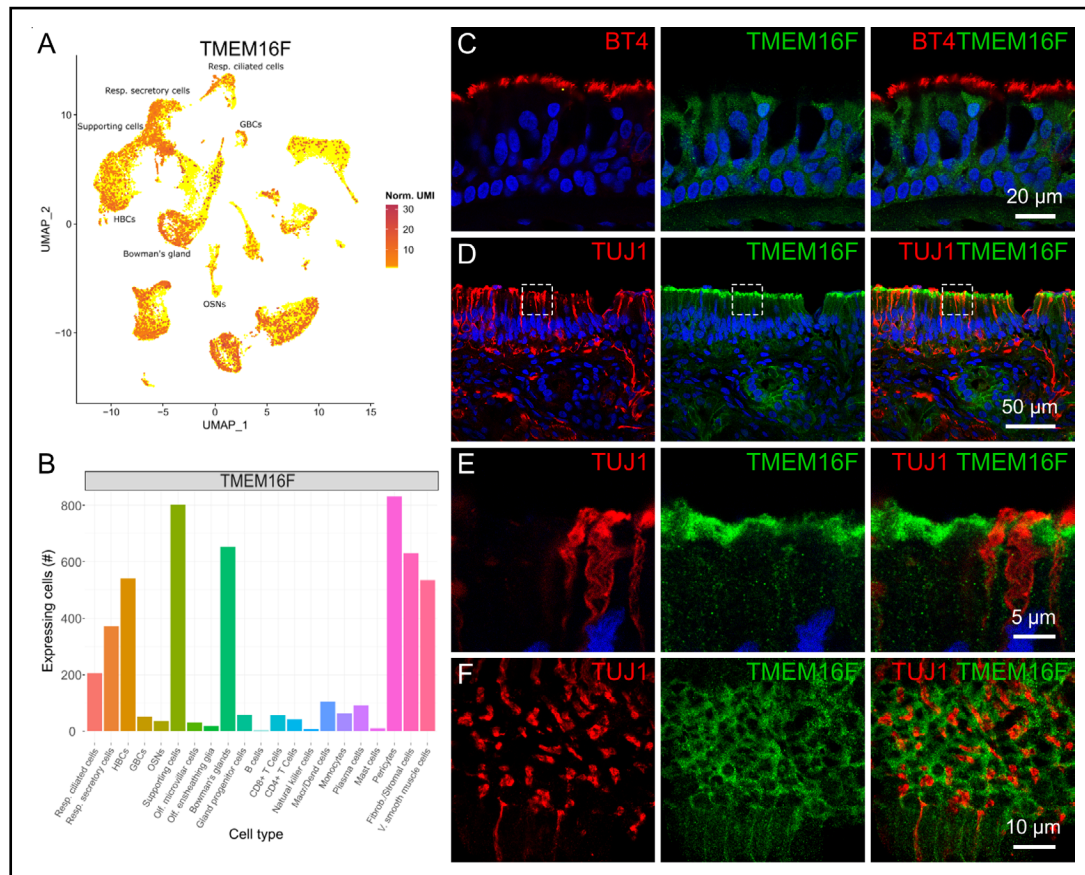 A
TMEM16F
Resp. ciliated cells
Resp. secretory cells
Supporting cells
GBCs
HBCs
Bowman's gland
OSNs
UMAP_2
10
0
−10
−10
−5
0
5
10
15
UMAP_1
Norm. UMI
30
20
10
B
TMEM16F
Expressing cells (#)
800
600
400
200
0
Resp. ciliated cells
Resp. secretory cells
HBCs
GBCs
OSNs
Supporting cells
Olf. microvillar cells
Olf. ensheathing glia
Bowman's glands
Gland progenitor cells
B cells
CD8+ T Cells
CD4+ T Cells
Natural killer cells
Macr/Dend cells
Monocytes
Plasma cells
Mast cells
Pericytes
Fibrob./Stromal cells
V. smooth muscle cells
Cell type
C
BT4
TMEM16F
BT4TMEM16F
20 µm
D
TUJ1
TMEM16F
TUJ1TMEM16F
50 µm
E
TUJ1
TMEM16F
TUJ1 TMEM16F
5 µm
F
TUJ1
TMEM16F
TUJ1 TMEM16F
10 µm